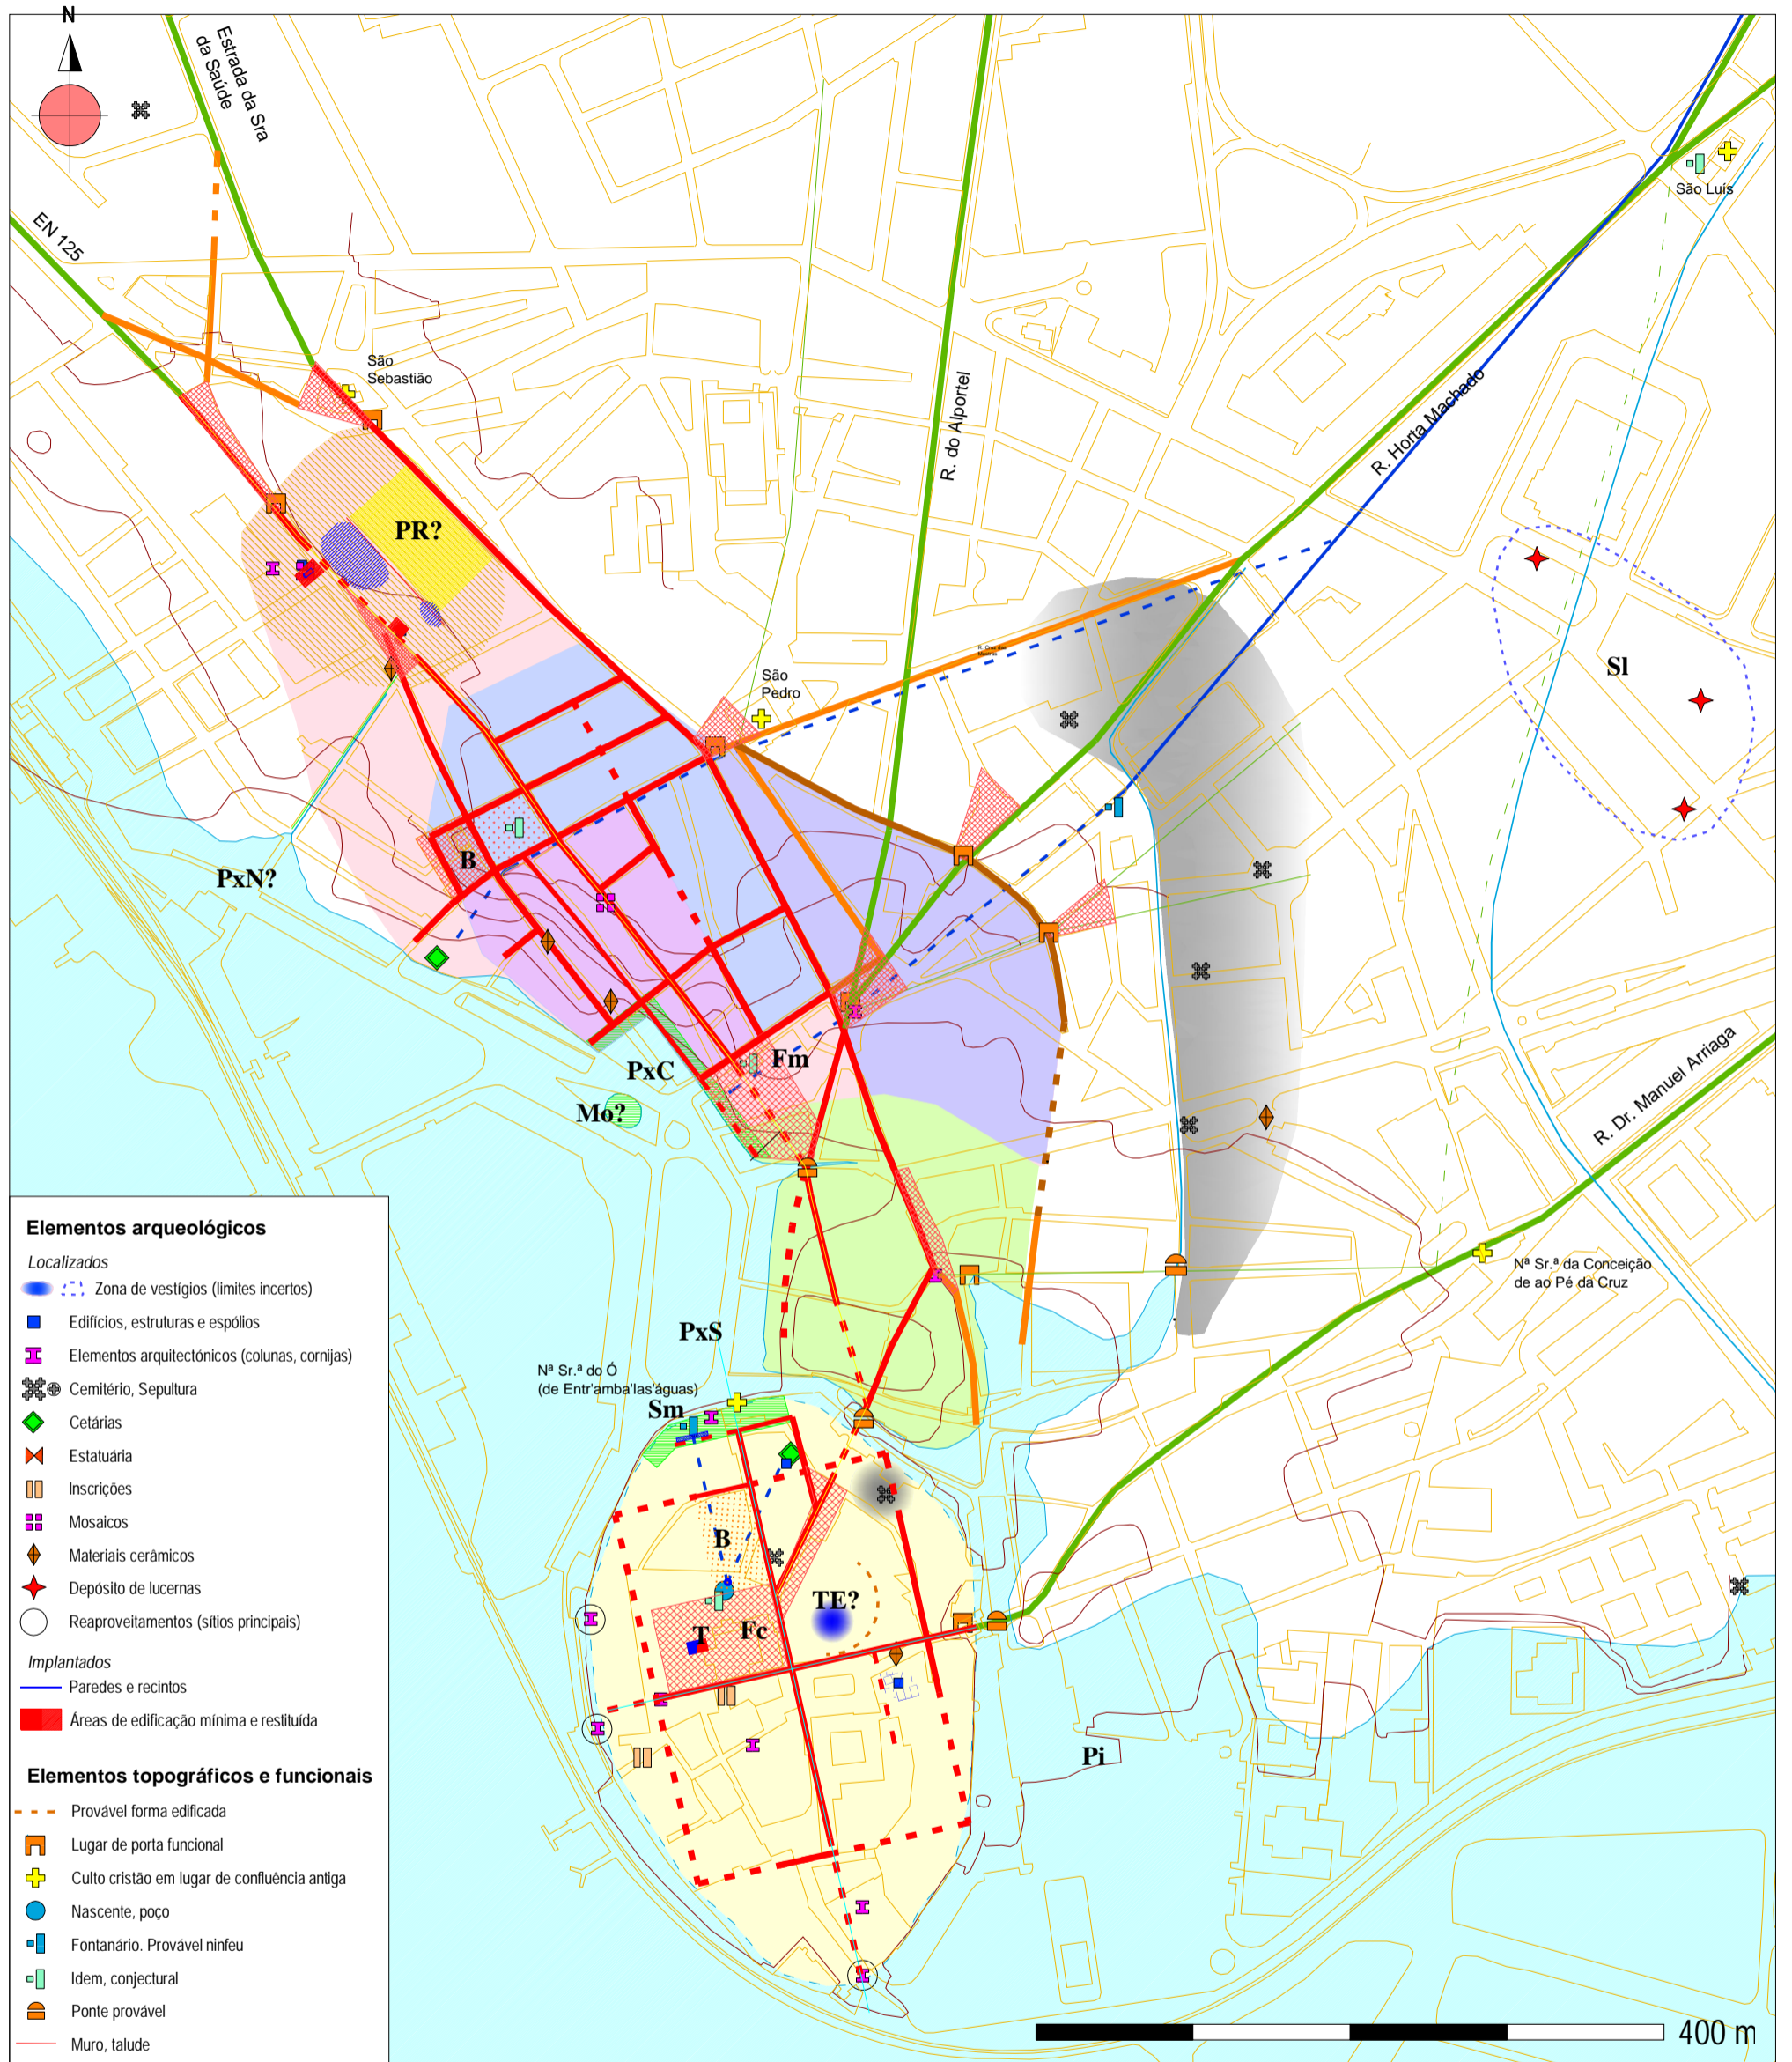 N
Estrada da Sra
da Saúde
EN 125
São Luís
São
Sebastião
R. do Alportel
R. Horta Machado
PR?
São
Pedro
Sl
B
PxN?
Fm
PxC
Mo?
R. Dr. Manuel Arriaga
Nª Sr.ª da Conceição
de ao Pé da Cruz
PxS
Nª Sr.ª do Ó
(de Entr'amba'las'águas)
Sm
B
TE?
T
Fc
Pi
400 m
Elementos arqueológicos
Localizados
Zona de vestígios (limites incertos)
Edifícios, estruturas e espólios
Elementos arquitectónicos (colunas, cornijas)
Cemitério, Sepultura
Cetárias
Estatuária
Inscrições
Mosaicos
Materiais cerâmicos
Depósito de lucernas
Reaproveitamentos (sítios principais)
Implantados
Paredes e recintos
Áreas de edificação mínima e restituída
Elementos topográficos e funcionais
Provável forma edificada
Lugar de porta funcional
Culto cristão em lugar de confluência antiga
Nascente, poço
Fontanário. Provável ninfeu
Idem, conjectural
Ponte provável
Muro, talude